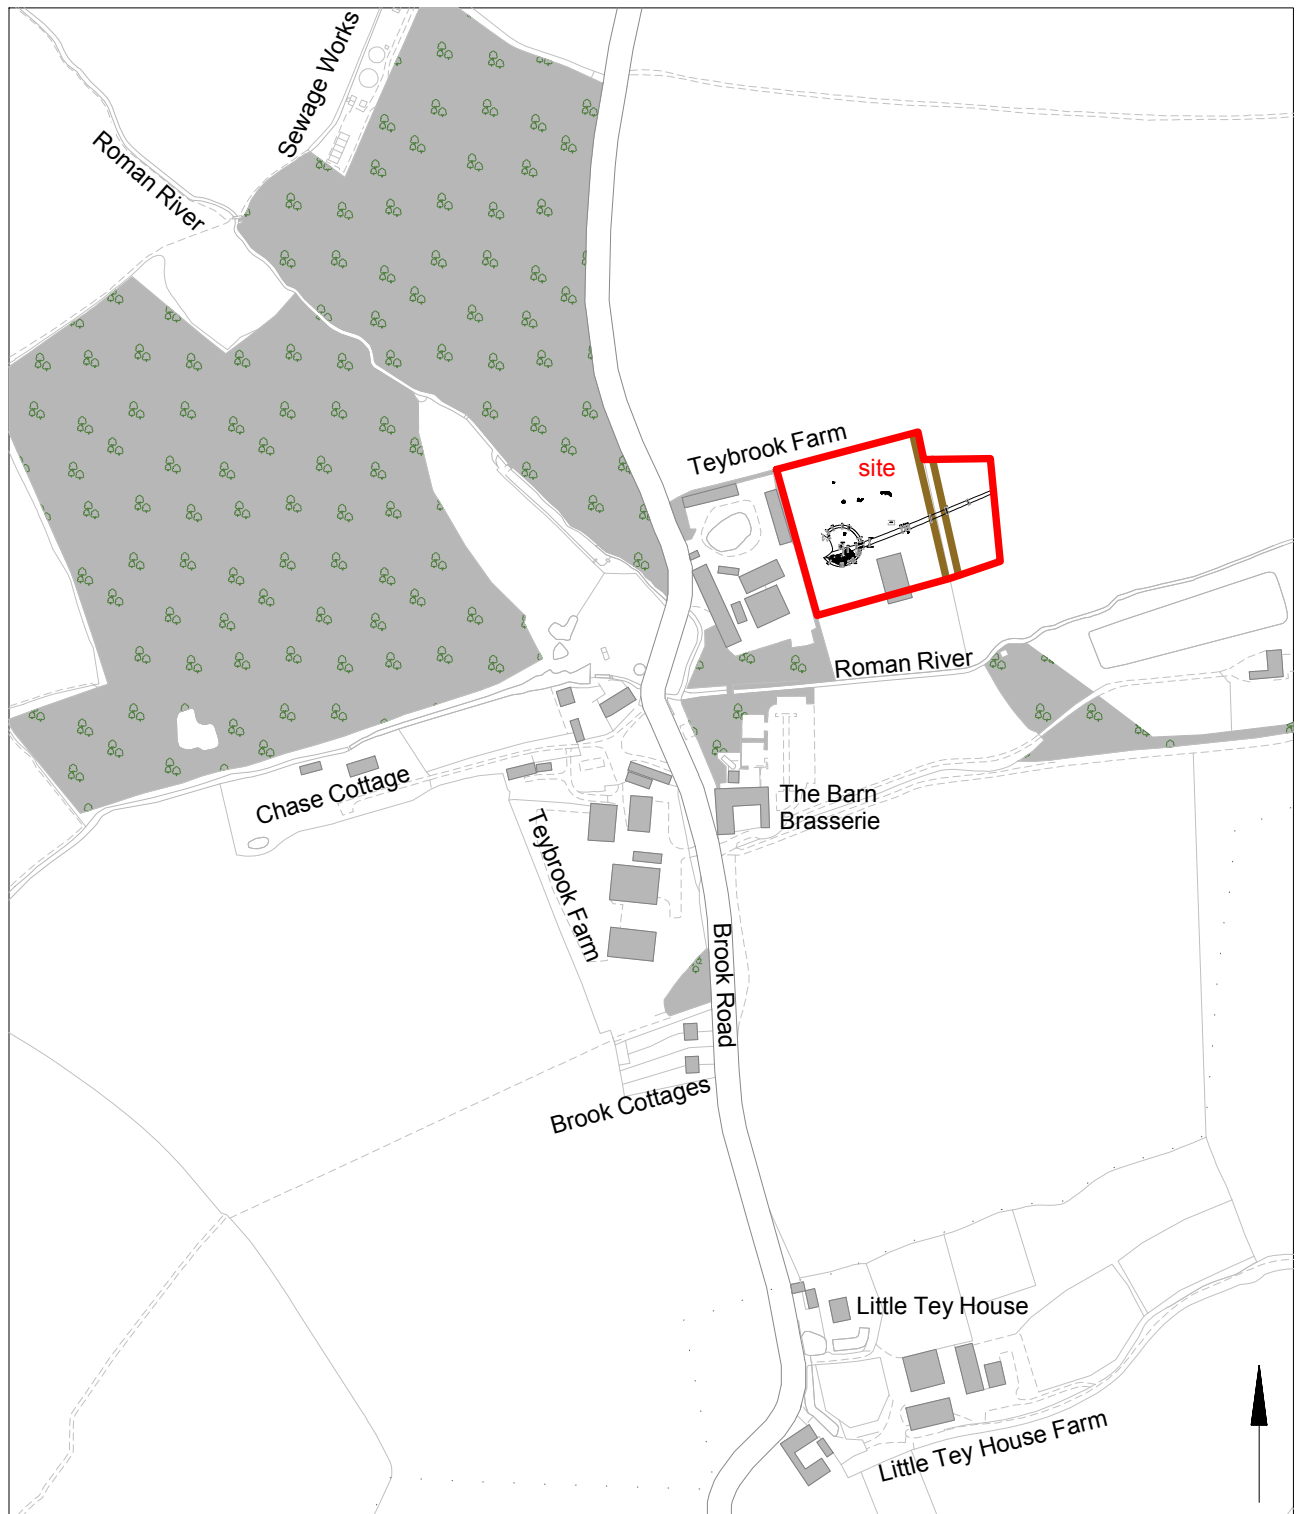 Sewage Works
Roman River
Teybrook Farm
site
Roman River
Chase Cottage
The Barn
Brasserie
Teybrook Farm
Brook Road
Brook Cottages
Little Tey House
Little Tey House Farm